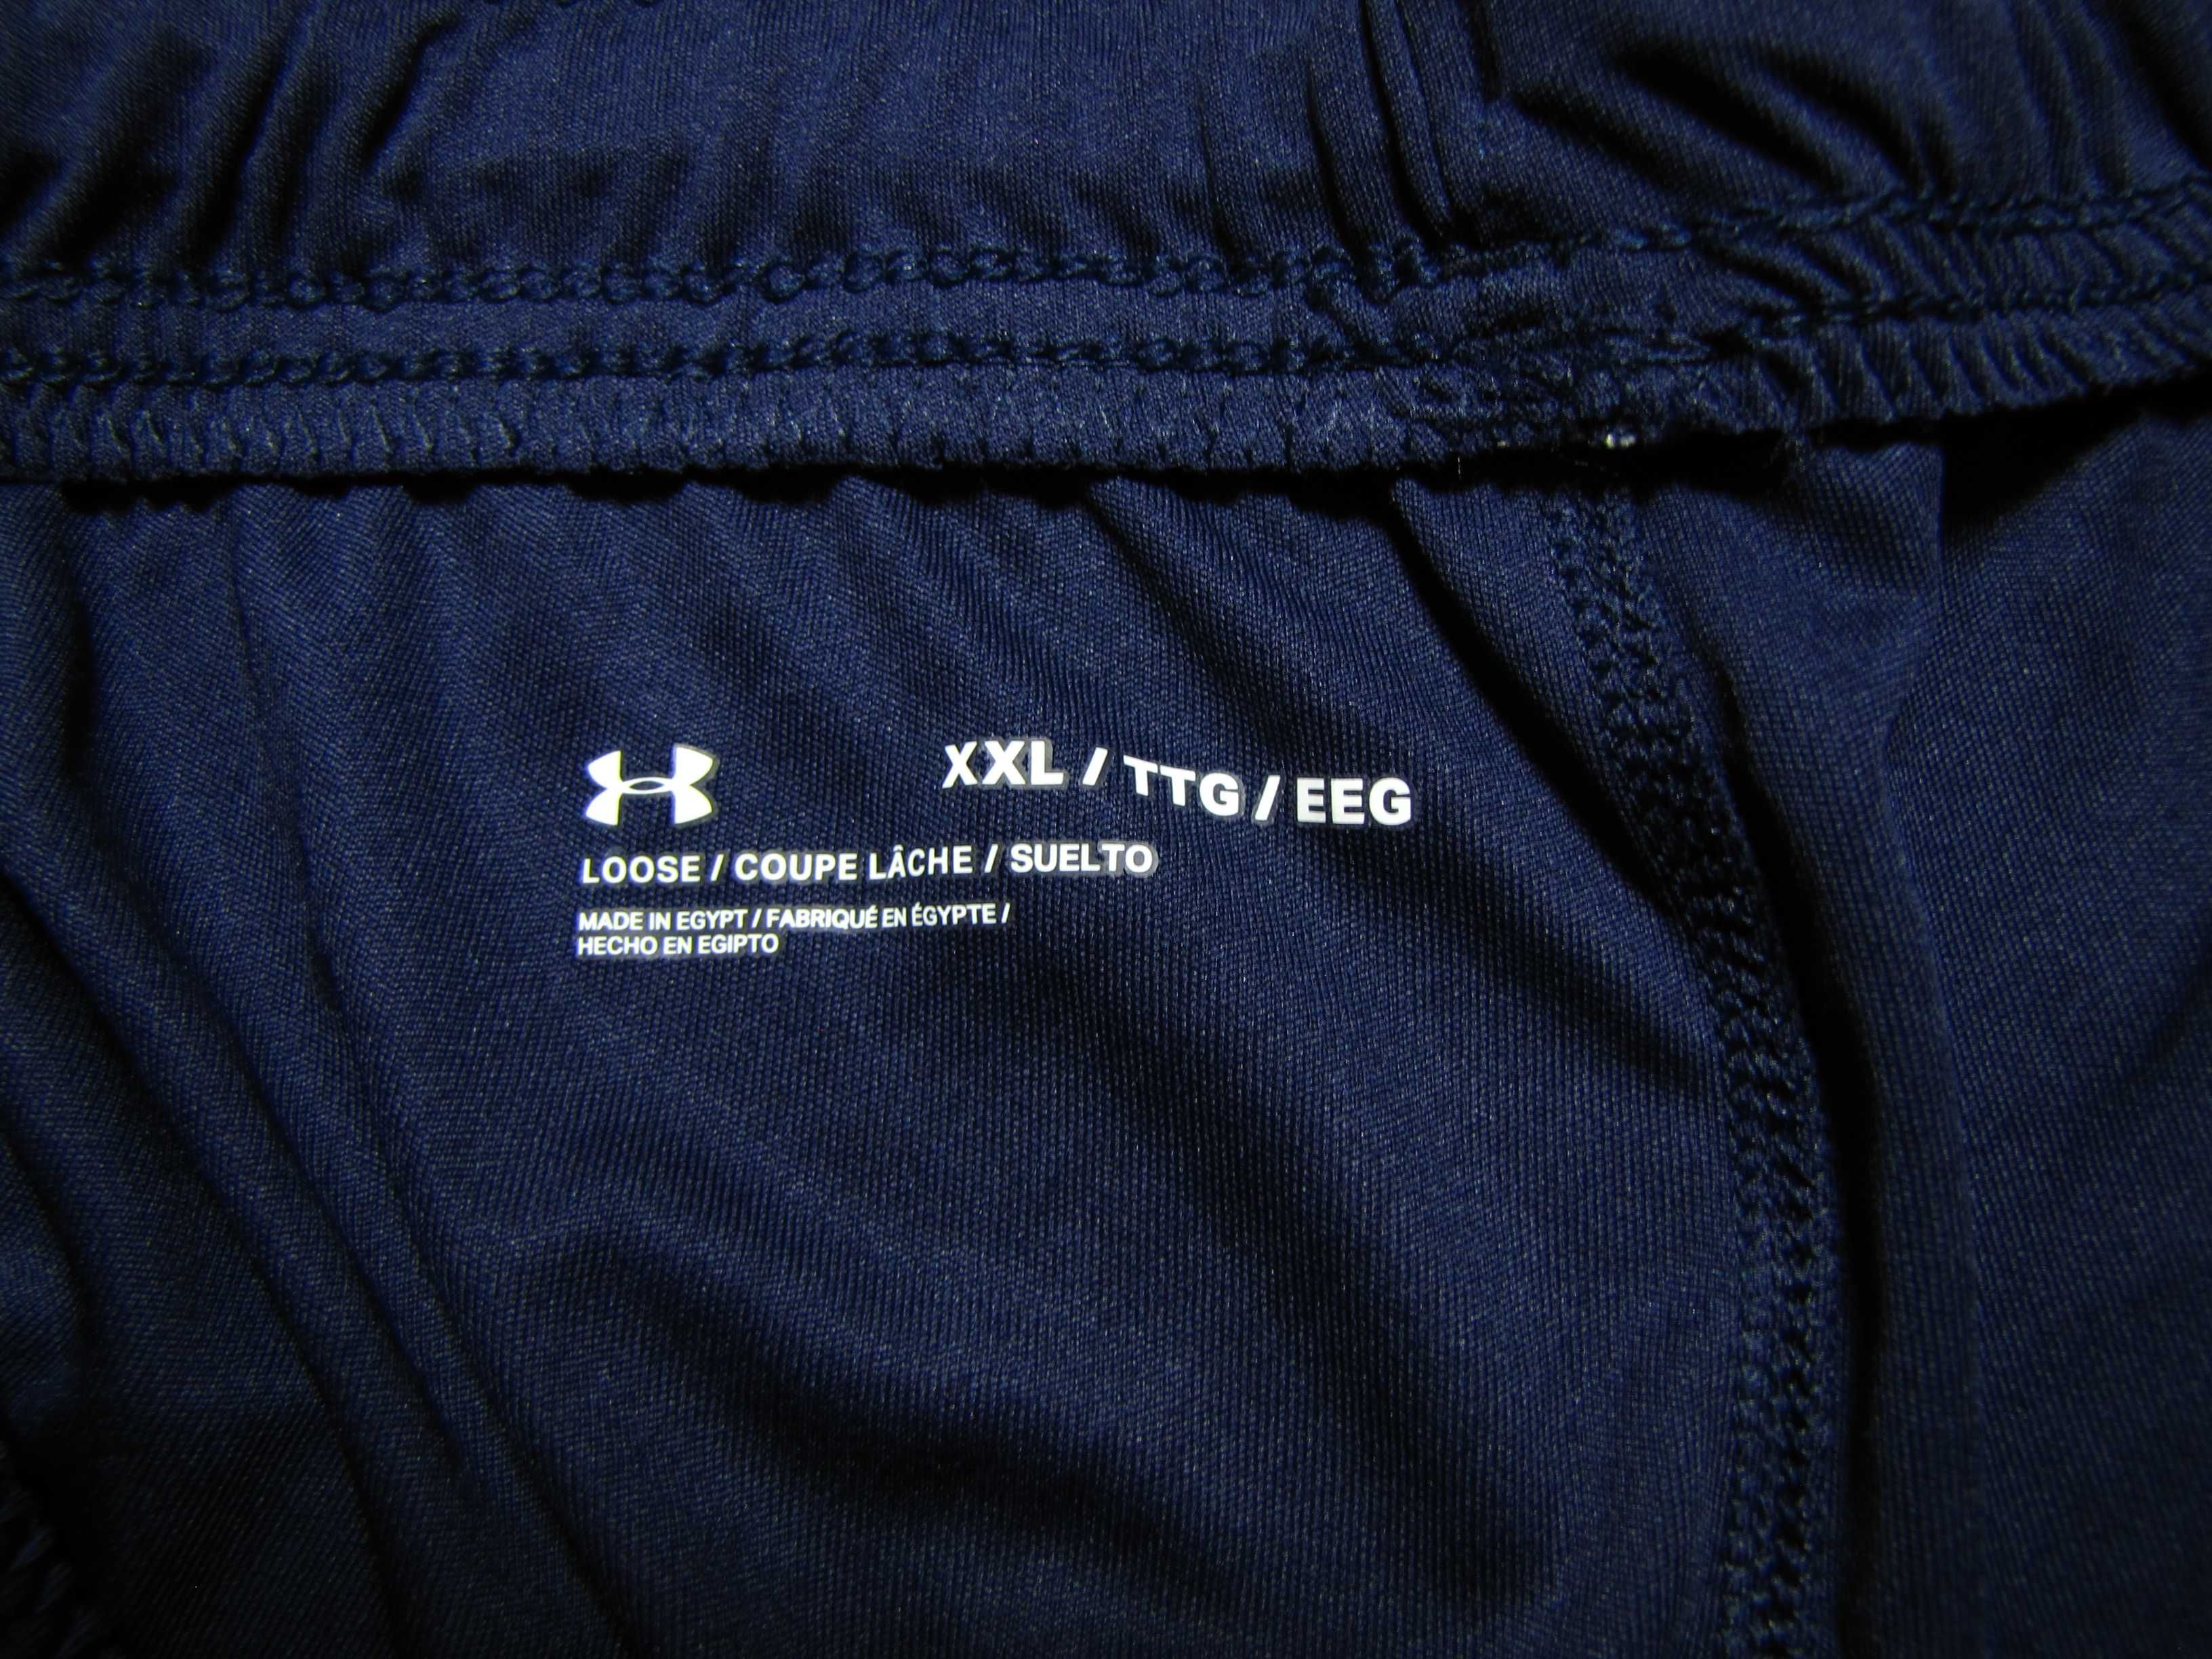 XXL / TTG / EEG
LOOSE / COUPE LÂCHE / SUELTO
MADE IN EGYPT / FABRIQUÉ EN ÉGYPTE /
HECHO EN EGIPTO